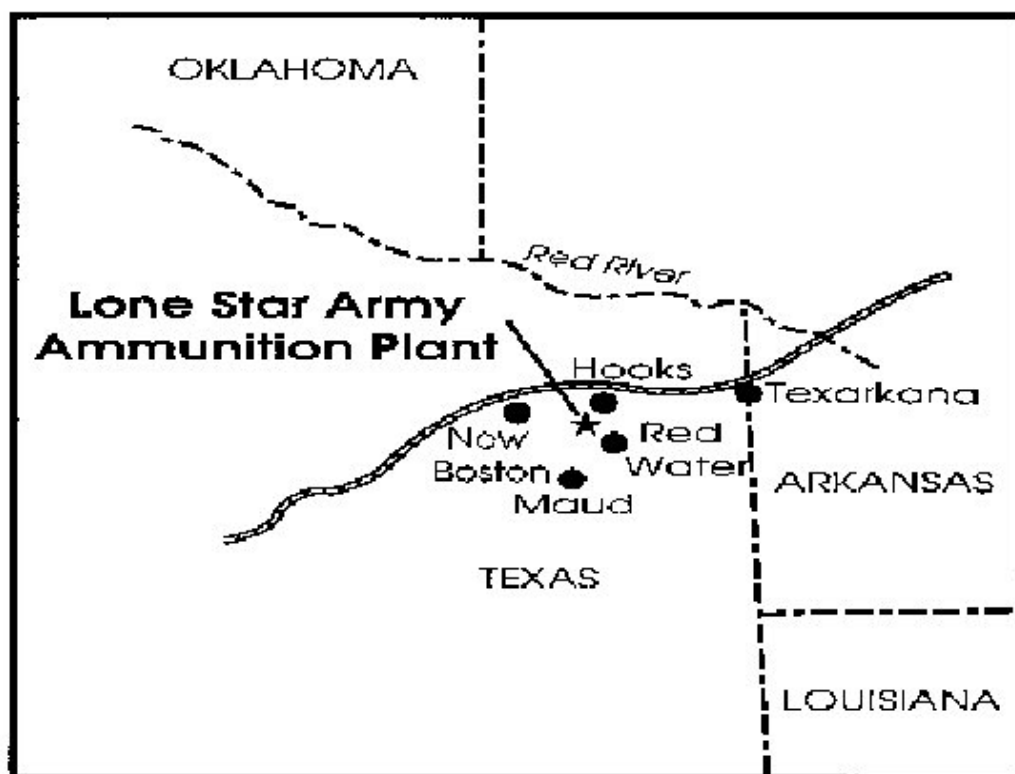 OKLAHOMA
Red River
Lone Star Army
Ammunition Plant
Hooks
Texarkana
New
Boston
Red
Water
Maud
ARKANSAS
TEXAS
LOUISIANA